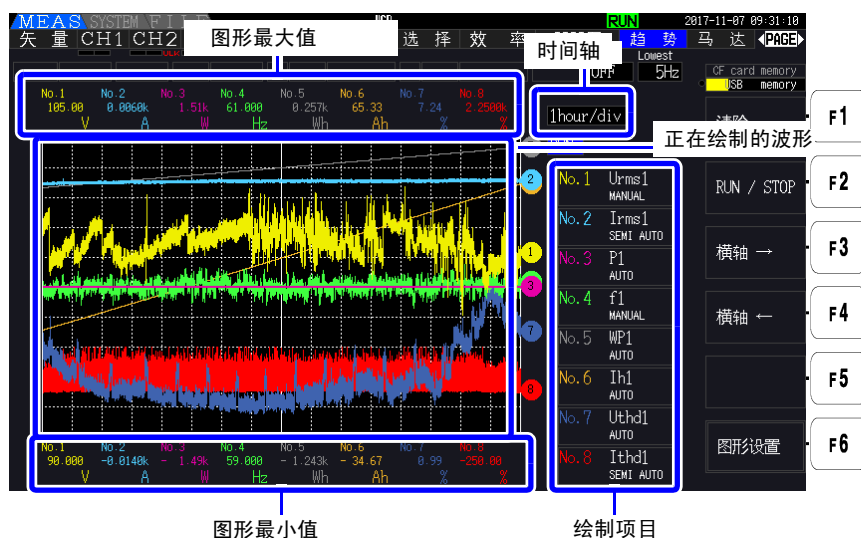 MEAS SYSTEM FILE RUN 2017-11-07 09:31:10
矢 量 CH1 CH2 选 择 效 率 趋 势 马 达 PAGE
图形最大值
时间轴
OFF
Lowest
5Hz
CF card memory
USB memory
No.1 No.2 No.3 No.4 No.5 No.6 No.7 No.8
105.00 0.0060k 1.51k 61.000 0.257k 65.33 7.24 2.2500k
V A W Hz Wh Ah % %
1hour/div
清除 F1
正在绘制的波形
RUN / STOP F2
横轴 → F3
横轴 ← F4
F5
图形设置 F6
2
1
3
7
8
No.1 Urms1
MANUAL
No.2 Irms1
SEMI AUTO
No.3 P1
AUTO
No.4 f1
MANUAL
No.5 WP1
AUTO
No.6 Ih1
AUTO
No.7 Uthd1
AUTO
No.8 Ithd1
SEMI AUTO
No.1 No.2 No.3 No.4 No.5 No.6 No.7 No.8
90.000 -0.0140k - 1.49k 59.000 - 1.243k - 34.67 0.99 -250.00
V A W Hz Wh Ah % %
图形最小值
绘制项目